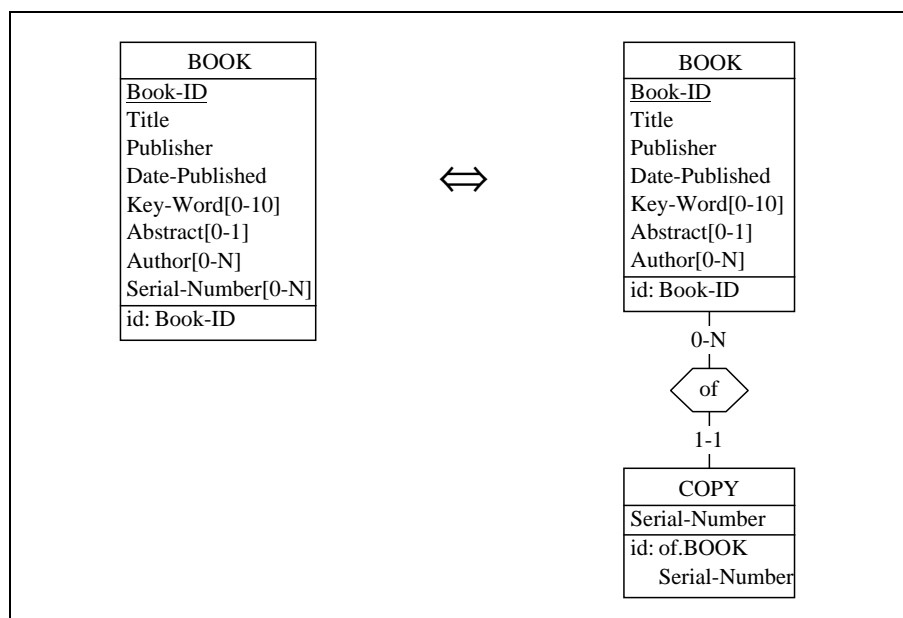 BOOK
Book-ID
Title
Publisher
Date-Published
Key-Word[0-10]
Abstract[0-1]
Author[0-N]
Serial-Number[0-N]
id: Book-ID
⇔
BOOK
Book-ID
Title
Publisher
Date-Published
Key-Word[0-10]
Abstract[0-1]
Author[0-N]
id: Book-ID
0-N
of
1-1
COPY
Serial-Number
id: of.BOOK
Serial-Number